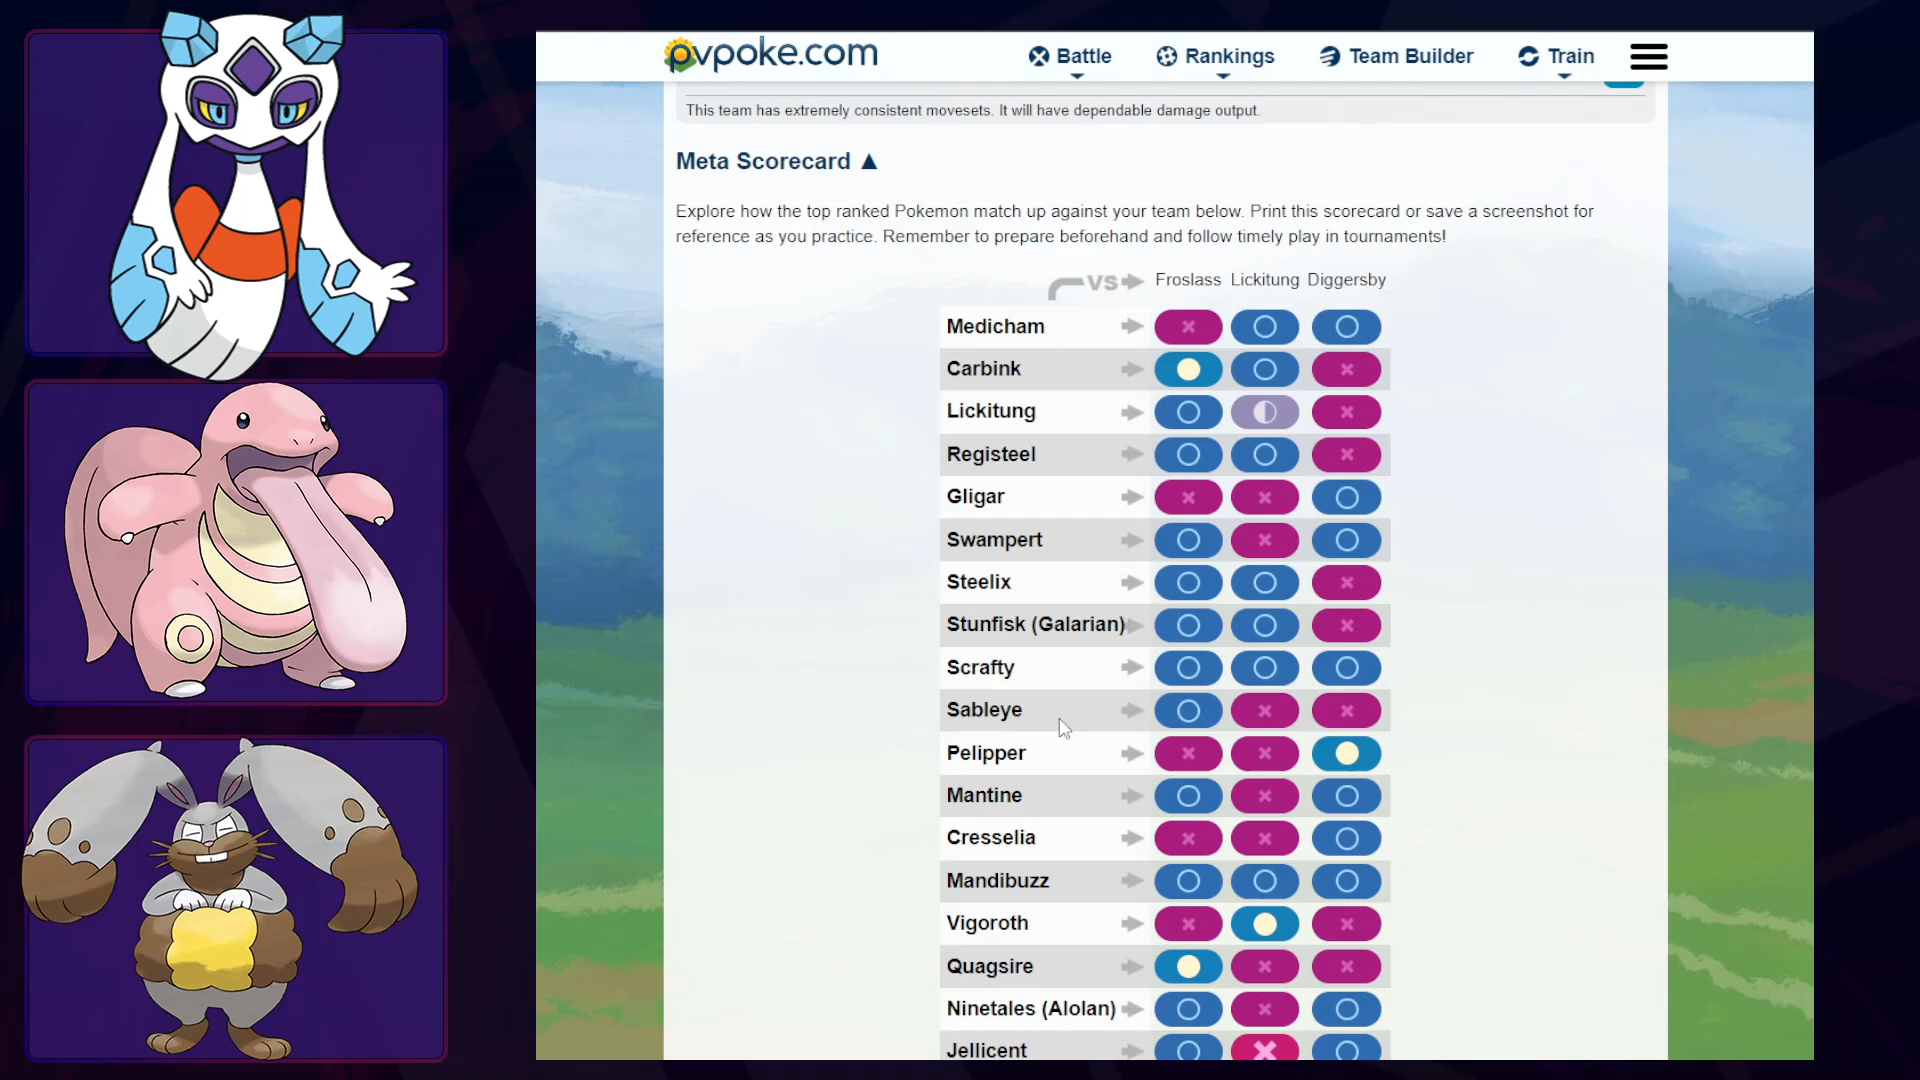 pvpoke.com
Battle
Rankings
Team Builder
Train
This team has extremely consistent movesets. It will have dependable damage output.
Meta Scorecard ▲
Explore how the top ranked Pokemon match up against your team below. Print this scorecard or save a screenshot for
reference as you practice. Remember to prepare beforehand and follow timely play in tournaments!
VS Froslass Lickitung Diggersby
Medicham
Carbink
Lickitung
Registeel
Gligar
Swampert
Steelix
Stunfisk (Galarian)
Scrafty
Sableye
Pelipper
Mantine
Cresselia
Mandibuzz
Vigoroth
Quagsire
Ninetales (Alolan)
Jellicent